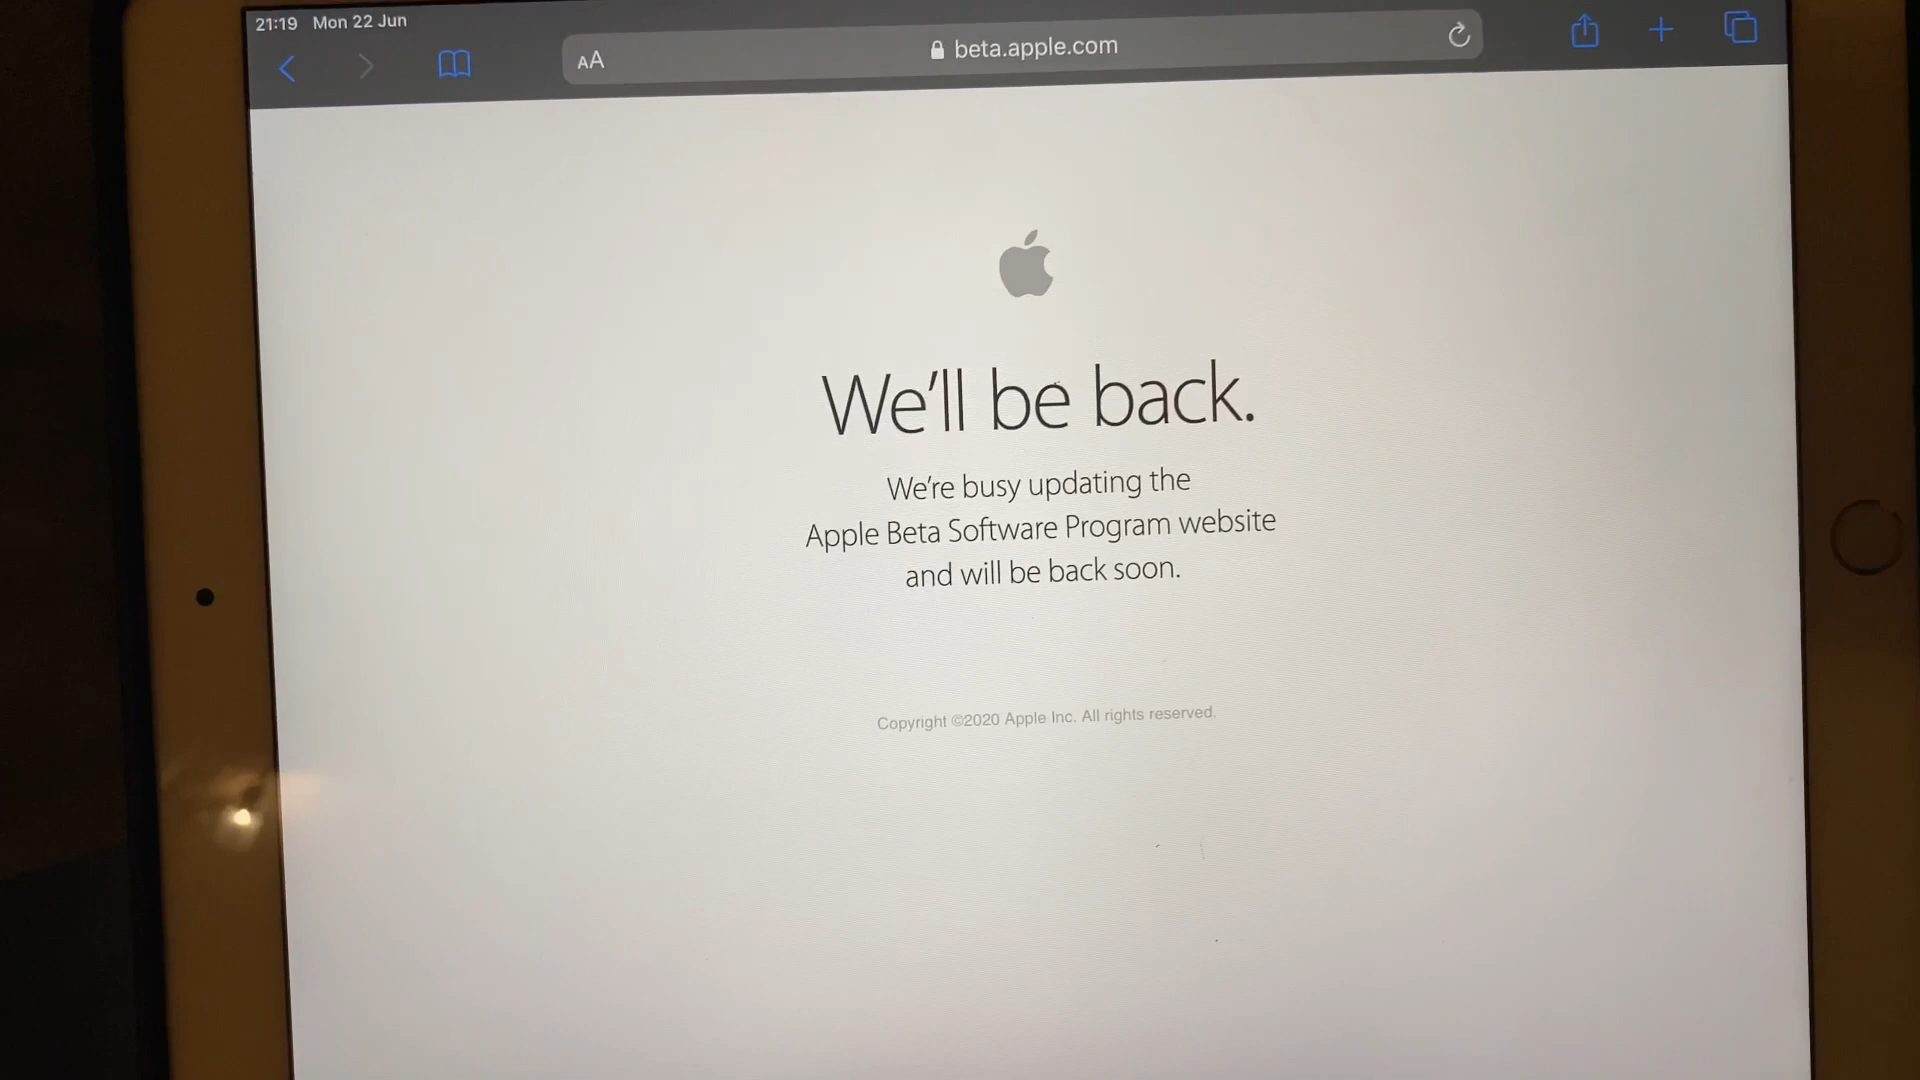 21:19 Mon 22 Jun
AA beta.apple.com
We'll be back.
We're busy updating the
Apple Beta Software Program website
and will be back soon.
Copyright ©2020 Apple Inc. All rights reserved.